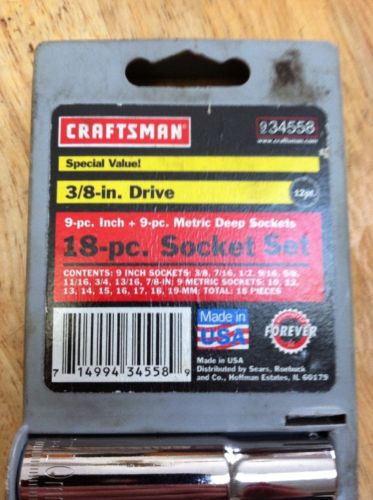 CRAFTSMAN
9 34558
www.craftsman.com
Special Value!
3/8-in. Drive
12pt.
9-pc. Inch + 9-pc. Metric Deep Sockets
18-pc. Socket Set
CONTENTS: 9 INCH SOCKETS: 3/8, 7/16, 1/2, 9/16, 5/8,
11/16, 3/4, 13/16, 7/8-IN; 9 METRIC SOCKETS: 10, 12,
13, 14, 15, 16, 17, 18, 19-MM; TOTAL: 18 PIECES
Made in
USA
FOREVER
Made in USA
Distributed by Sears, Roebuck
and Co., Hoffman Estates, IL 60179
7 14994 34558 9